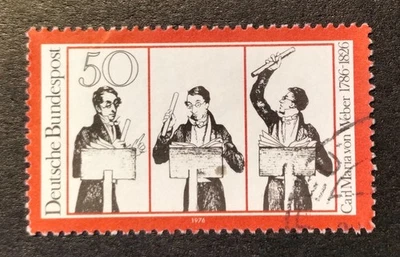 Deutsche Bundespost
50
Carl Maria von Weber 1786-1826
1976